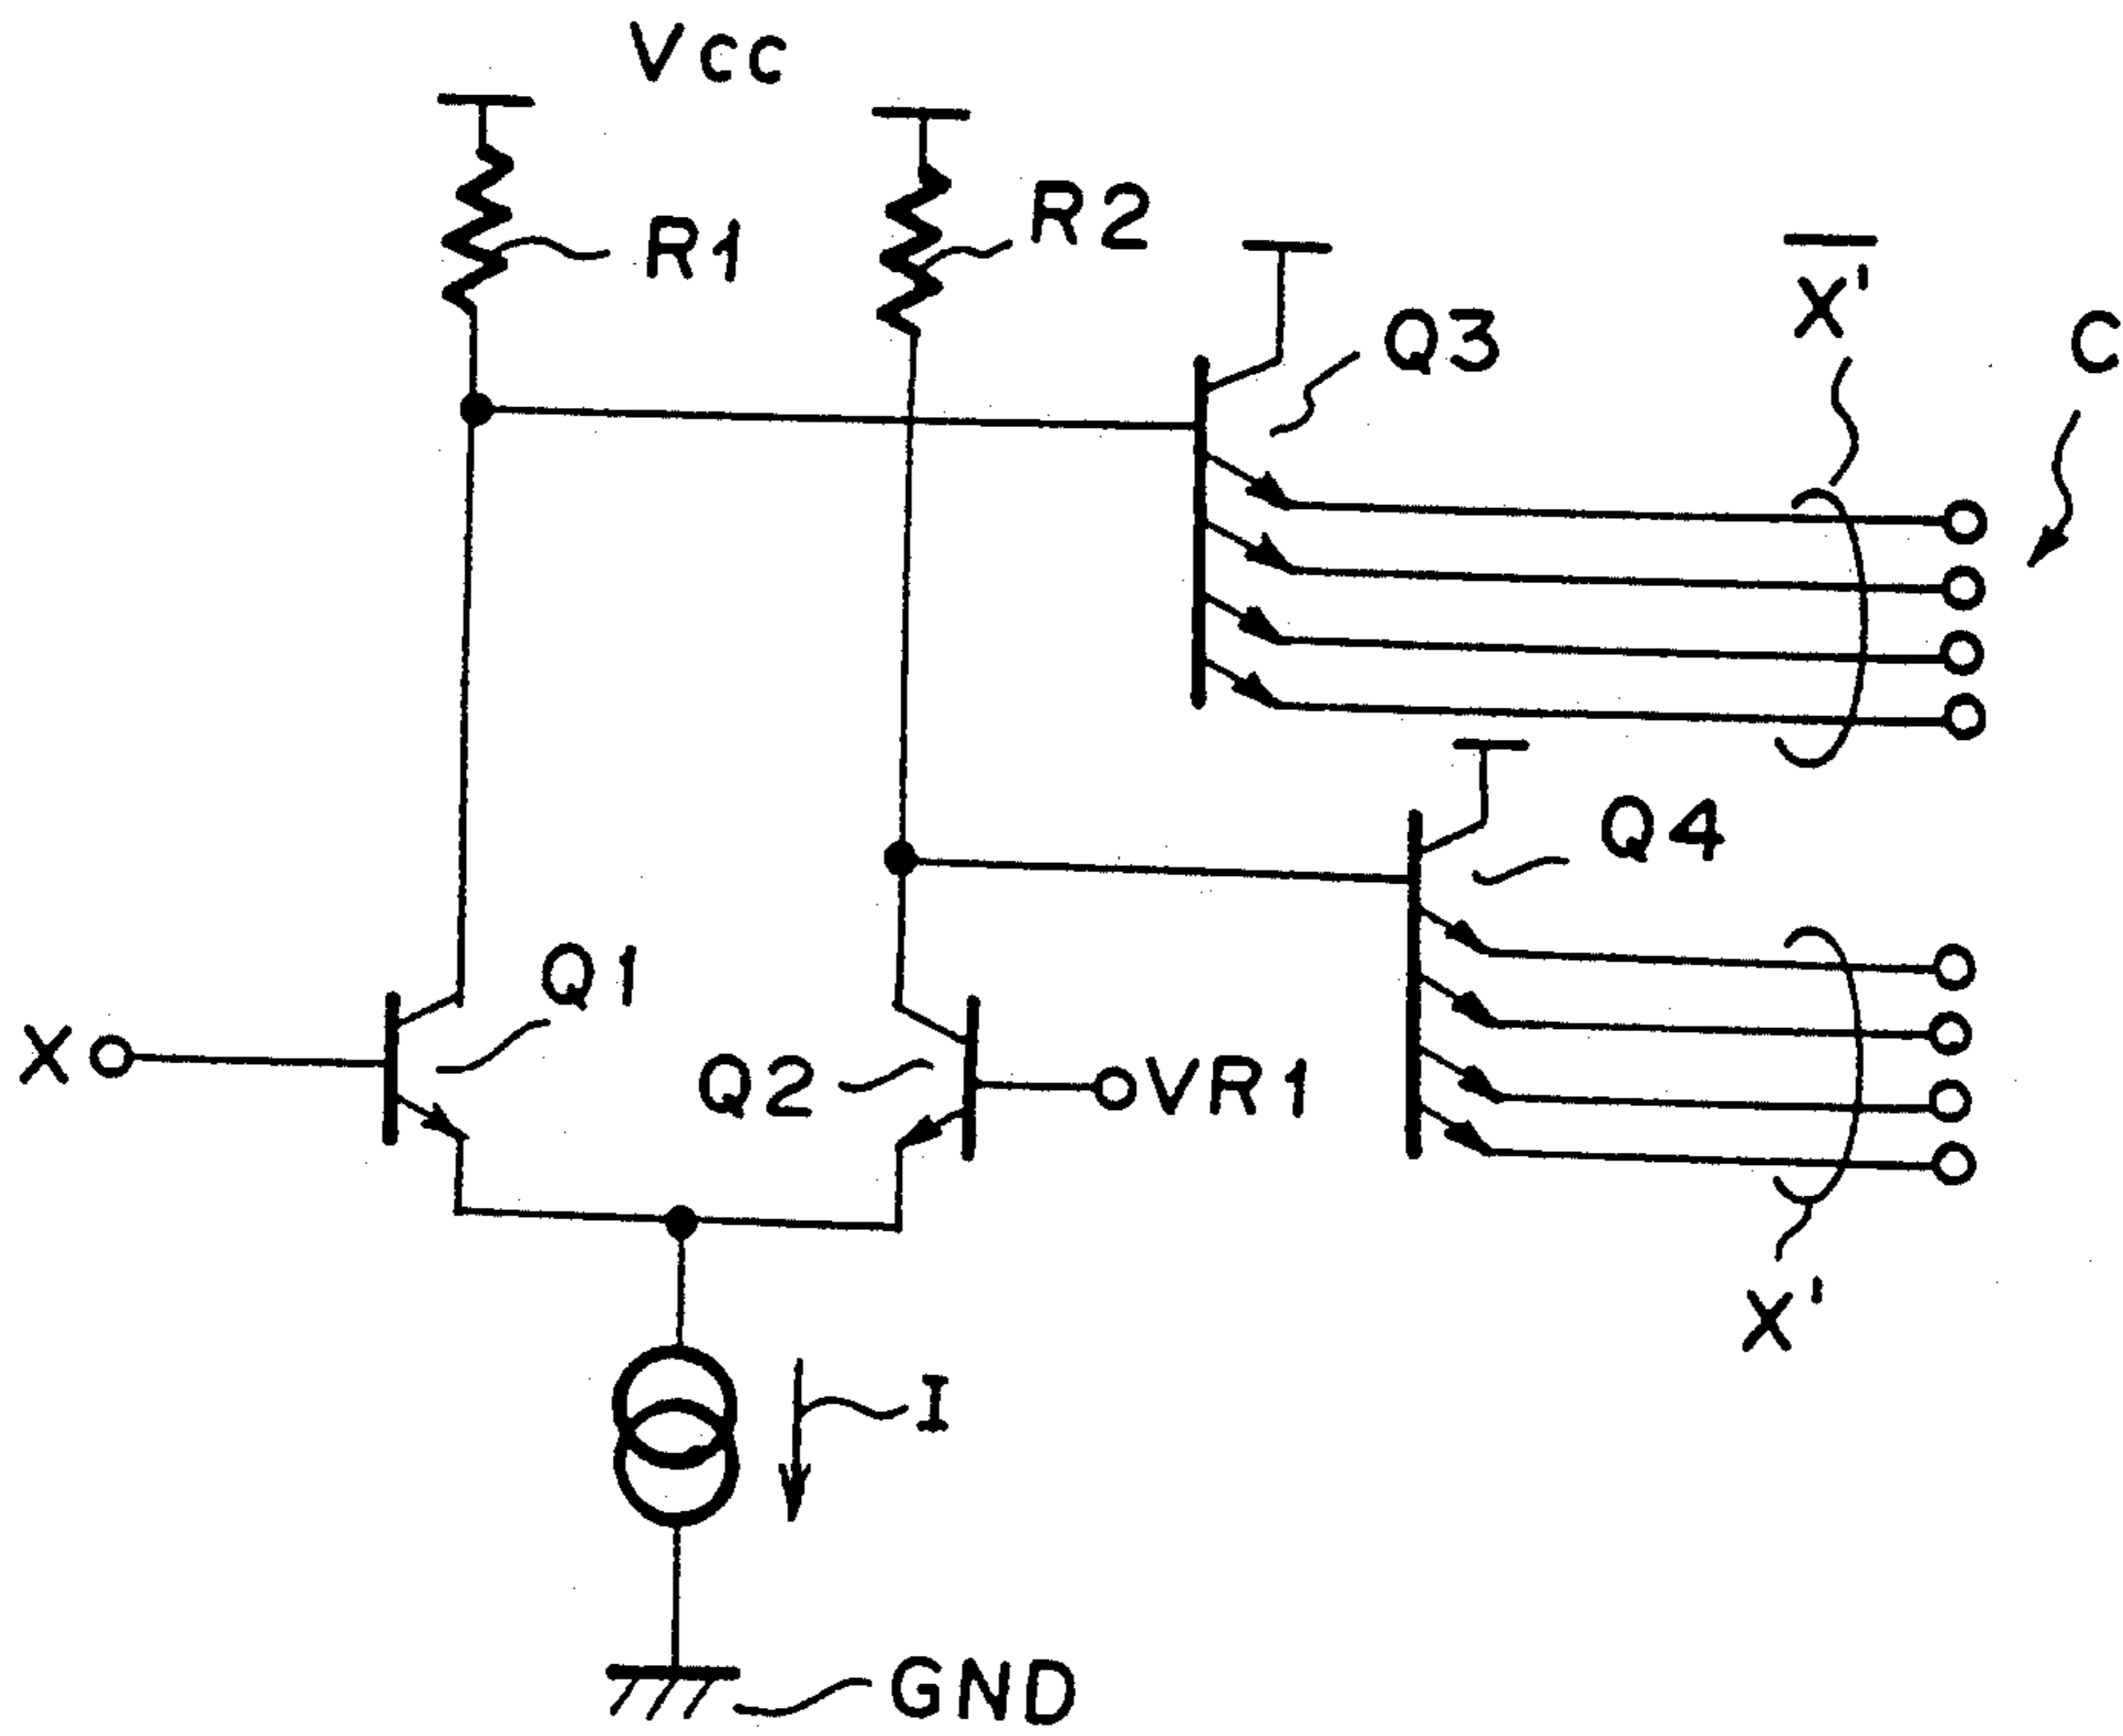 Vcc
R1
R2
Q3
X̅'
C
Q4
Q1
X
Q2
VR1
X'
I
GND